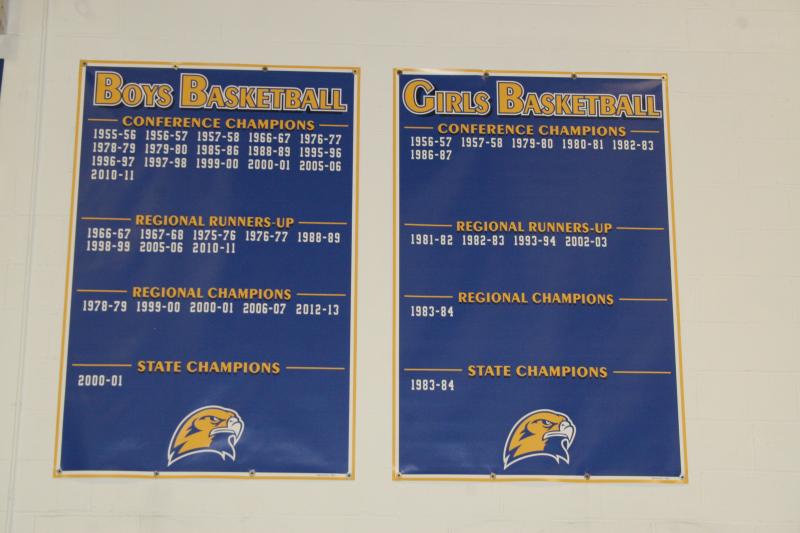 BOYS BASKETBALL
CONFERENCE CHAMPIONS
1955-56 1956-57 1957-58 1966-67 1976-77
1978-79 1979-80 1985-86 1988-89 1995-96
1996-97 1997-98 1999-00 2000-01 2005-06
2010-11
REGIONAL RUNNERS-UP
1966-67 1967-68 1975-76 1976-77 1988-89
1998-99 2005-06 2010-11
REGIONAL CHAMPIONS
1978-79 1999-00 2000-01 2006-07 2012-13
STATE CHAMPIONS
2000-01
GIRLS BASKETBALL
CONFERENCE CHAMPIONS
1956-57 1957-58 1979-80 1980-81 1982-83
1986-87
REGIONAL RUNNERS-UP
1981-82 1982-83 1993-94 2002-03
REGIONAL CHAMPIONS
1983-84
STATE CHAMPIONS
1983-84